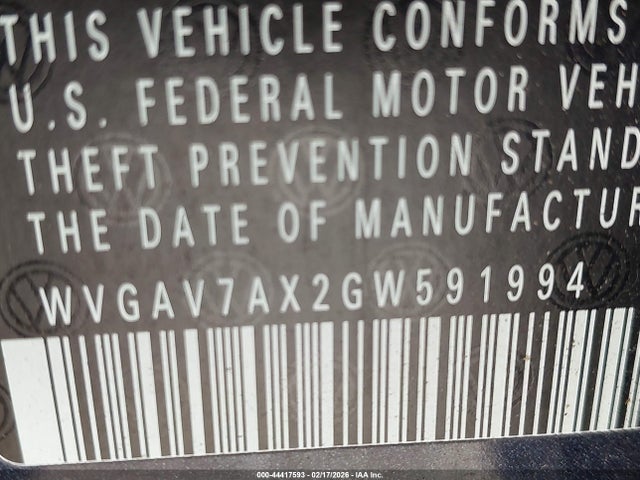 THIS VEHICLE CONFORMS
U.S. FEDERAL MOTOR VEH
THEFT PREVENTION STAND
THE DATE OF MANUFACTUR
WVGAV7AX2GW591994
000-44417593 - 02/17/2026 - IAA Inc.